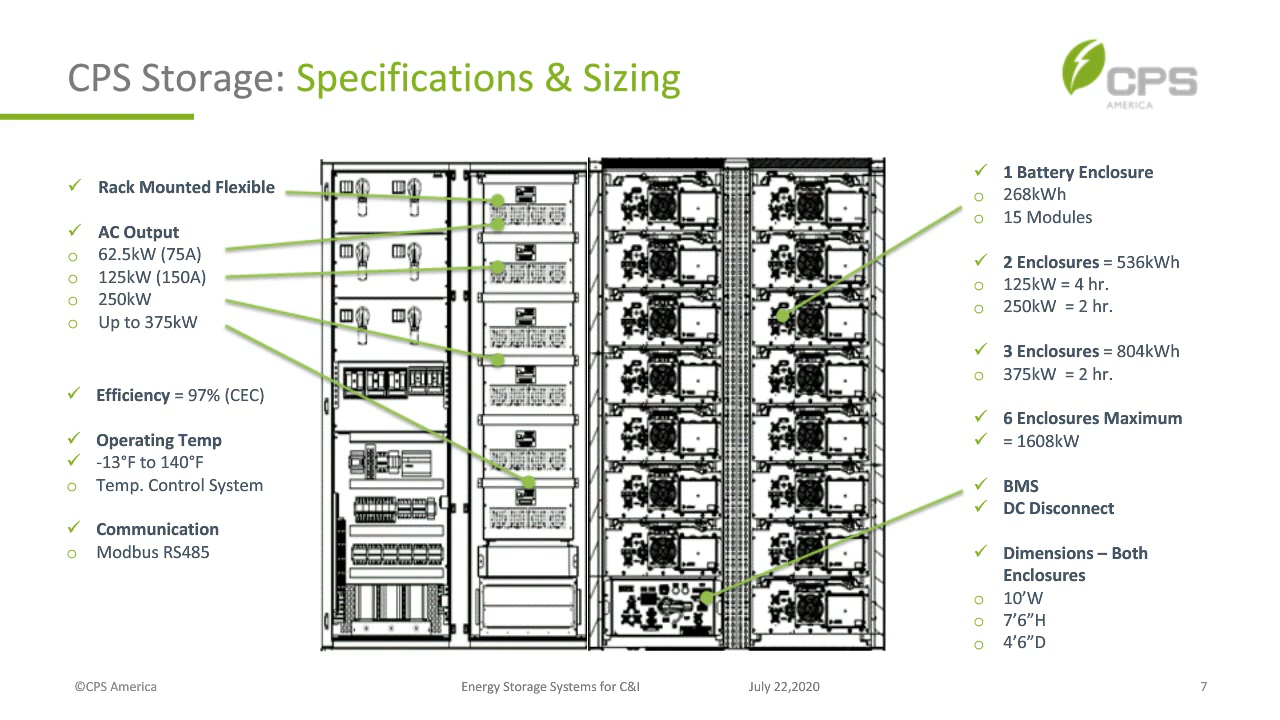 CPS Storage: Specifications & Sizing
CPS
AMERICA
Rack Mounted Flexible
AC Output
62.5kW (75A)
125kW (150A)
250kW
Up to 375kW
Efficiency = 97% (CEC)
Operating Temp
-13°F to 140°F
Temp. Control System
Communication
Modbus RS485
1 Battery Enclosure
268kWh
15 Modules
2 Enclosures = 536kWh
125kW = 4 hr.
250kW = 2 hr.
3 Enclosures = 804kWh
375kW = 2 hr.
6 Enclosures Maximum
= 1608kW
BMS
DC Disconnect
Dimensions – Both
Enclosures
10’W
7’6”H
4’6”D
©CPS America
Energy Storage Systems for C&I
July 22,2020
7